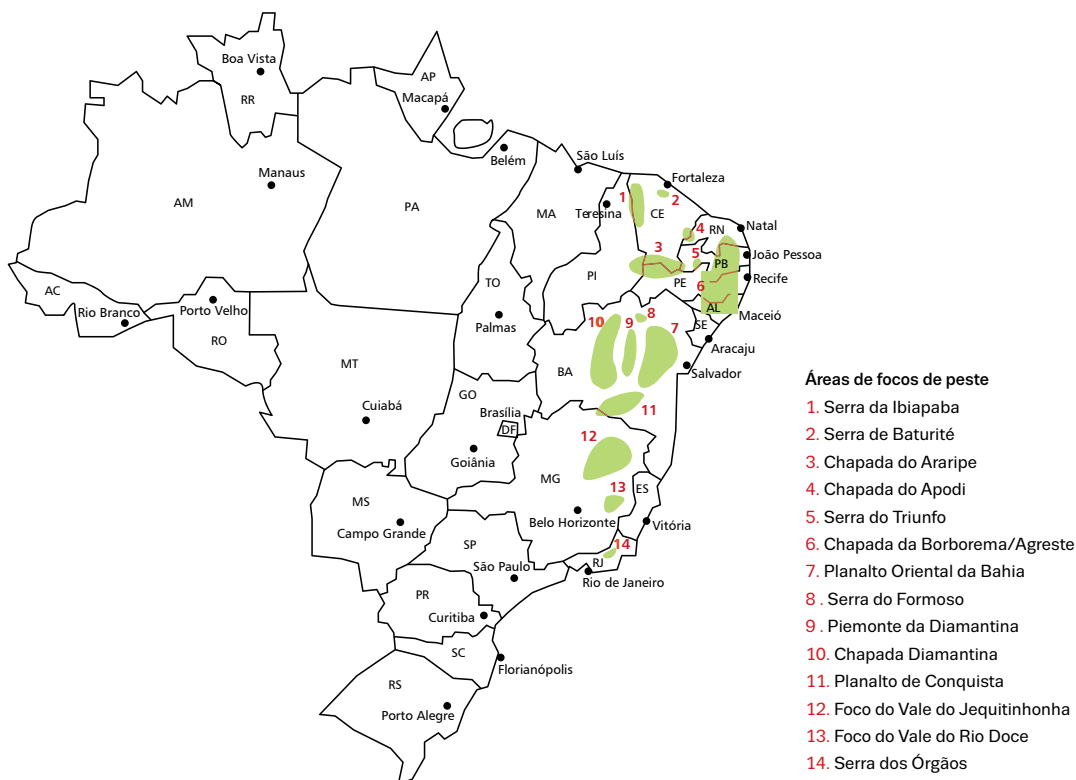 Boa Vista
RR
AP
Macapá
Belém
São Luís
Manaus
AM
PA
MA
Teresina
1
CE
Fortaleza
2
3
4
RN
Natal
5
PB
João Pessoa
PI
PE
6
Recife
AL
Maceió
SE
Aracaju
AC
Rio Branco
Porto Velho
RO
TO
Palmas
10
9
8
7
BA
Salvador
MT
Cuiabá
GO
Brasília
DF
Goiânia
11
12
MG
13
ES
Belo Horizonte
Vitória
MS
Campo Grande
14
RJ
Rio de Janeiro
SP
São Paulo
PR
Curitiba
SC
Florianópolis
RS
Porto Alegre
Áreas de focos de peste
1. Serra da Ibiapaba
2. Serra de Baturité
3. Chapada do Araripe
4. Chapada do Apodi
5. Serra do Triunfo
6. Chapada da Borborema/Agreste
7. Planalto Oriental da Bahia
8 . Serra do Formoso
9 . Piemonte da Diamantina
10. Chapada Diamantina
11. Planalto de Conquista
12. Foco do Vale do Jequitinhonha
13. Foco do Vale do Rio Doce
14. Serra dos Órgãos